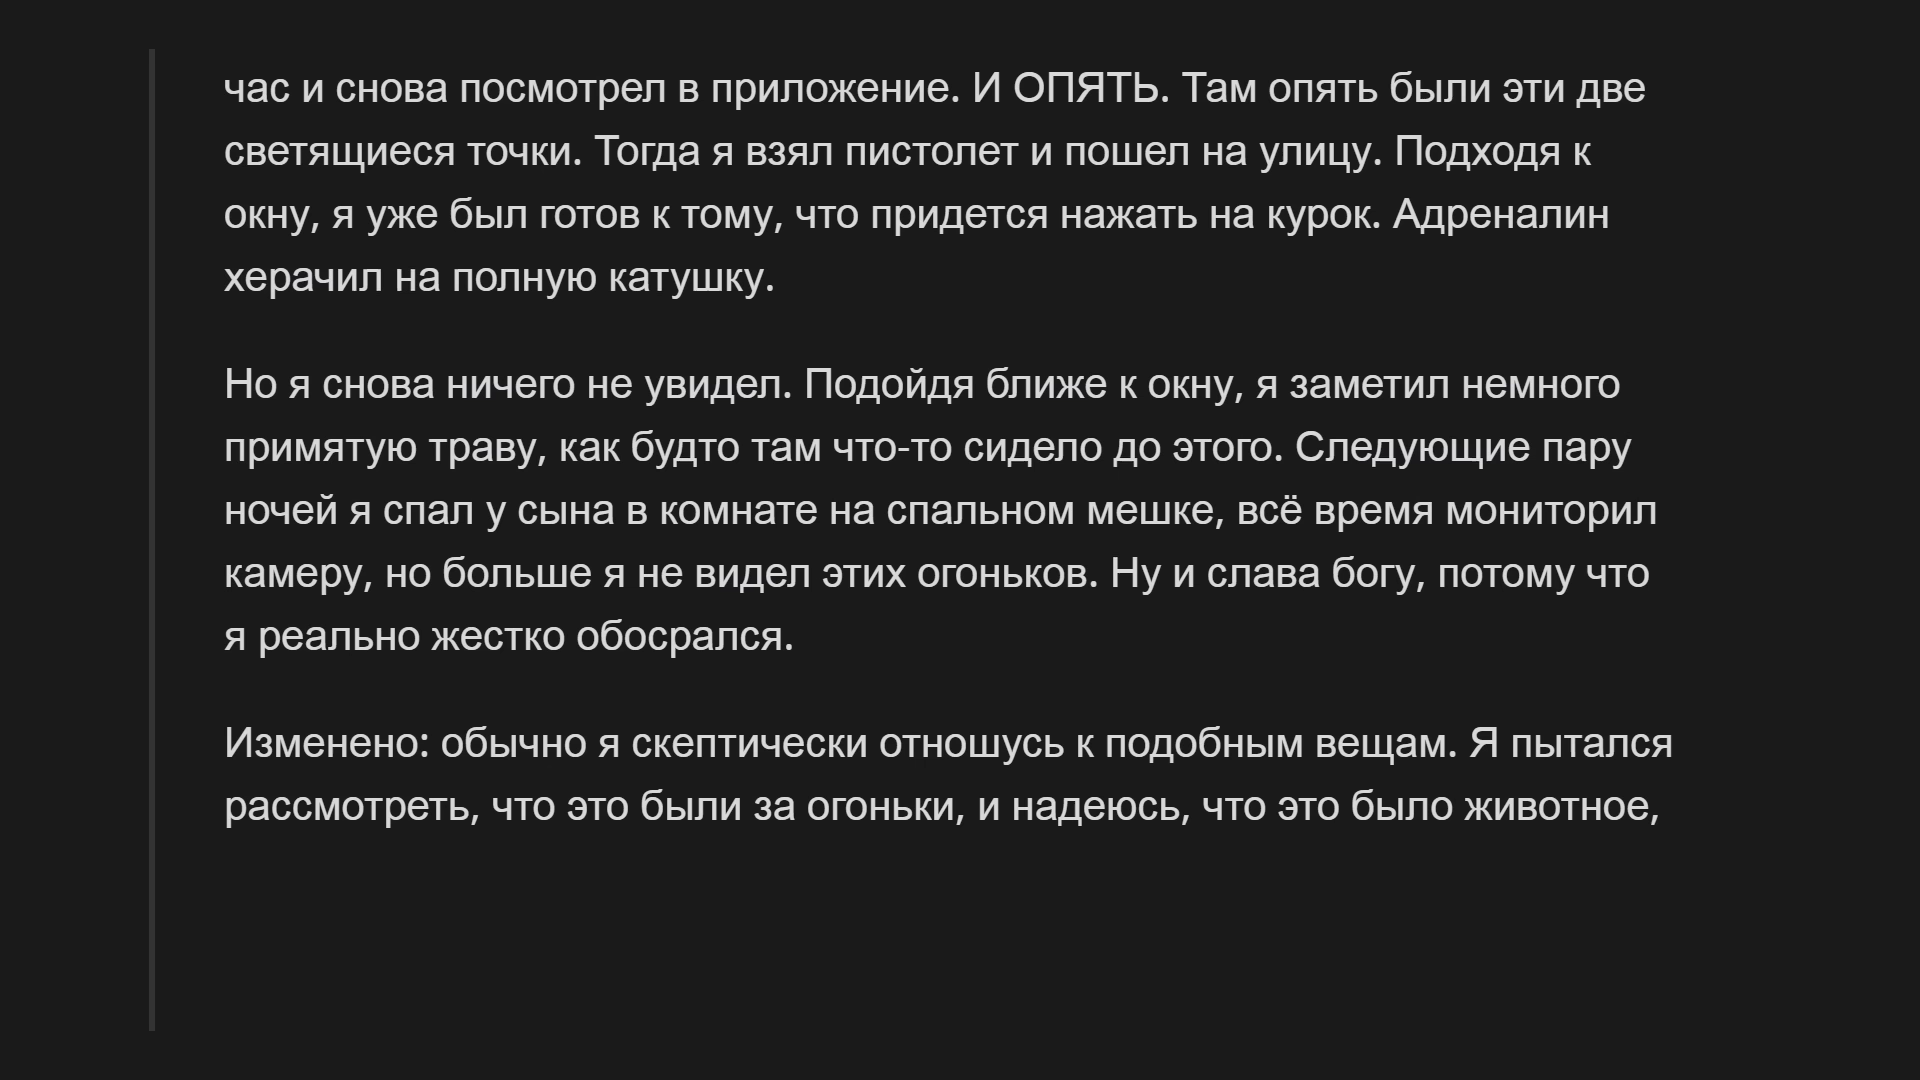 час и снова посмотрел в приложение. И ОПЯТЬ. Там опять были эти две
светящиеся точки. Тогда я взял пистолет и пошел на улицу. Подходя к
окну, я уже был готов к тому, что придется нажать на курок. Адреналин
херачил на полную катушку.
Но я снова ничего не увидел. Подойдя ближе к окну, я заметил немного
примятую траву, как будто там что-то сидело до этого. Следующие пару
ночей я спал у сына в комнате на спальном мешке, всё время мониторил
камеру, но больше я не видел этих огоньков. Ну и слава богу, потому что
я реально жестко обосрался.
Изменено: обычно я скептически отношусь к подобным вещам. Я пытался
рассмотреть, что это были за огоньки, и надеюсь, что это было животное,